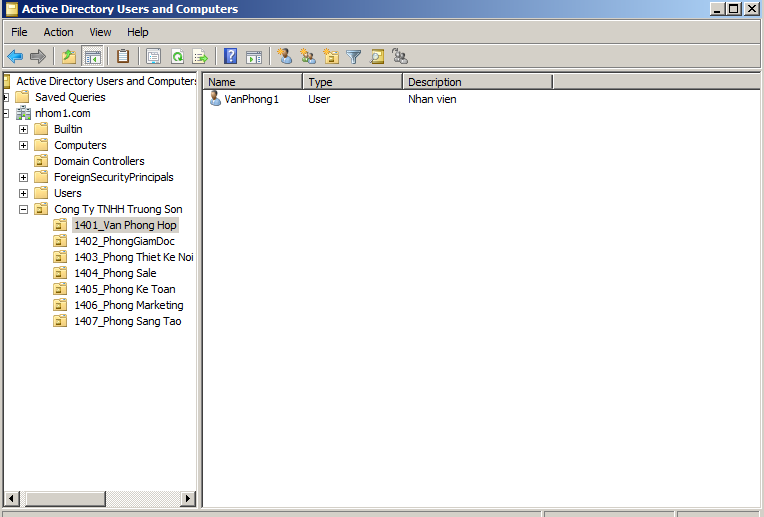 Active Directory Users and Computers
File Action View Help
Active Directory Users and Computers
Saved Queries
nhom1.com
Builtin
Computers
Domain Controllers
ForeignSecurityPrincipals
Users
Cong Ty TNHH Truong Son
1401_Van Phong Hop
1402_PhongGiamDoc
1403_Phong Thiet Ke Noi
1404_Phong Sale
1405_Phong Ke Toan
1406_Phong Marketing
1407_Phong Sang Tao
Name Type Description
VanPhong1 User Nhan vien